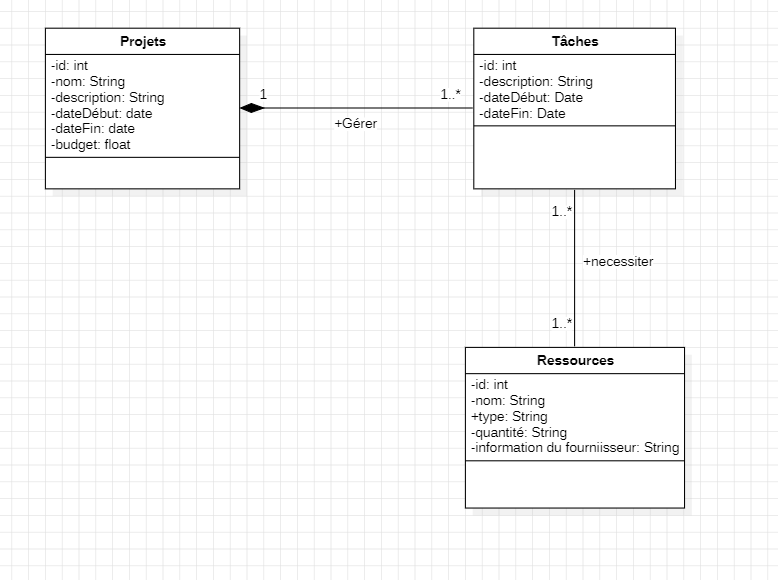 Projets
-id: int
-nom: String
-description: String
-dateDébut: date
-dateFin: date
-budget: float
1
1..*
+Gérer
Tâches
-id: int
-description: String
-dateDébut: Date
-dateFin: Date
1..*
+necessiter
1..*
Ressources
-id: int
-nom: String
+type: String
-quantité: String
-information du fourniisseur: String